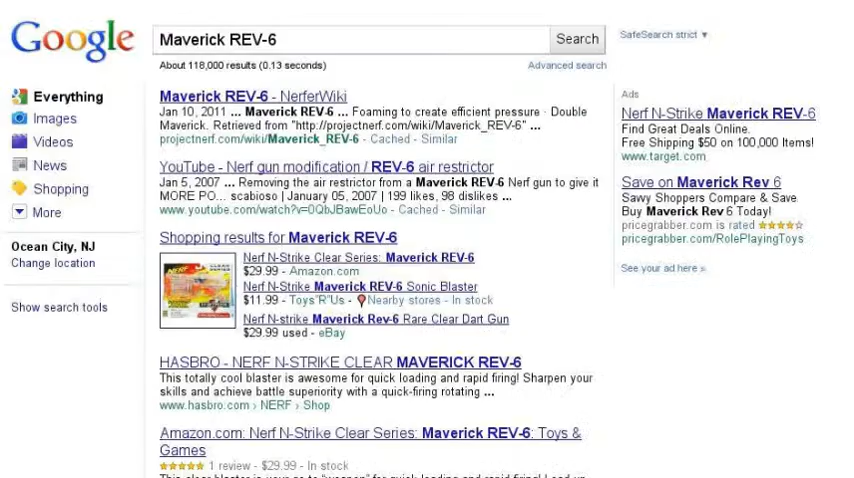 Google
Maverick REV-6
Search
SafeSearch strict ▼
About 118,000 results (0.13 seconds)
Advanced search
Everything
Images
Videos
News
Shopping
More
Ocean City, NJ
Change location
Show search tools
Maverick REV-6 - NerferWiki
Jan 10, 2011 ... Maverick REV-6 ... Foaming to create efficient pressure · Double
Maverick. Retrieved from "http://projectnerf.com/wiki/Maverick_REV-6" ...
projectnerf.com/wiki/Maverick_REV-6 - Cached - Similar
YouTube - Nerf gun modification / REV-6 air restrictor
Jan 5, 2007 ... Removing the air restrictor from a Maverick REV-6 Nerf gun to give it
MORE PO... scabioso | January 05, 2007 | 199 likes, 98 dislikes ...
www.youtube.com/watch?v=0QbJBawEoUo - Cached - Similar
Shopping results for Maverick REV-6
Nerf N-Strike Clear Series: Maverick REV-6
$29.99 - Amazon.com
Nerf N-Strike Maverick REV-6 Sonic Blaster
$11.99 - Toys"R"Us - Nearby stores - In stock
Nerf N-strike Maverick Rev-6 Rare Clear Dart Gun
$29.99 used - eBay
HASBRO - NERF N-STRIKE CLEAR MAVERICK REV-6
This totally cool blaster is awesome for quick loading and rapid firing! Sharpen your
skills and achieve battle superiority with a quick-firing rotating ...
www.hasbro.com › NERF › Shop
Amazon.com: Nerf N-Strike Clear Series: Maverick REV-6: Toys &
Games
★★★★★ 1 review - $29.99 - In stock
Ads
Nerf N-Strike Maverick REV-6
Find Great Deals Online.
Free Shipping $50 on 100,000 Items!
www.target.com
Save on Maverick Rev 6
Savvy Shoppers Compare & Save.
Buy Maverick Rev 6 Today!
pricegrabber.com is rated ★★★★☆
pricegrabber.com/RolePlayingToys
See your ad here »